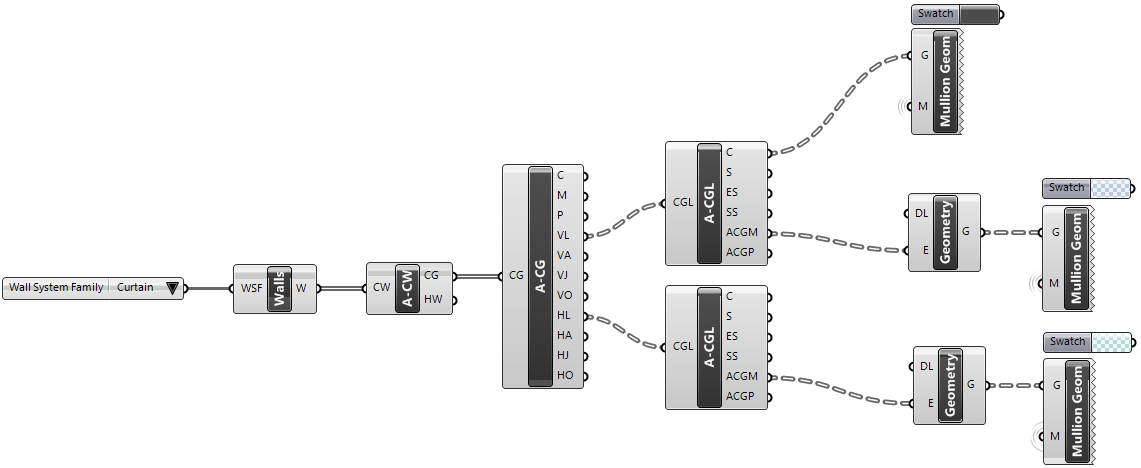 Wall System Family Curtain
WSF Walls W
CW A-CW CG
HW
CG A-CG C
M
P
VL
VA
VJ
VO
HL
HA
HJ
HO
CGL A-CGL C
S
ES
SS
ACGM
ACGP
CGL A-CGL C
S
ES
SS
ACGM
ACGP
Swatch
G Mullion Geom
M
DL Geometry G
E
Swatch
G Mullion Geom
M
DL Geometry G
E
Swatch
G Mullion Geom
M